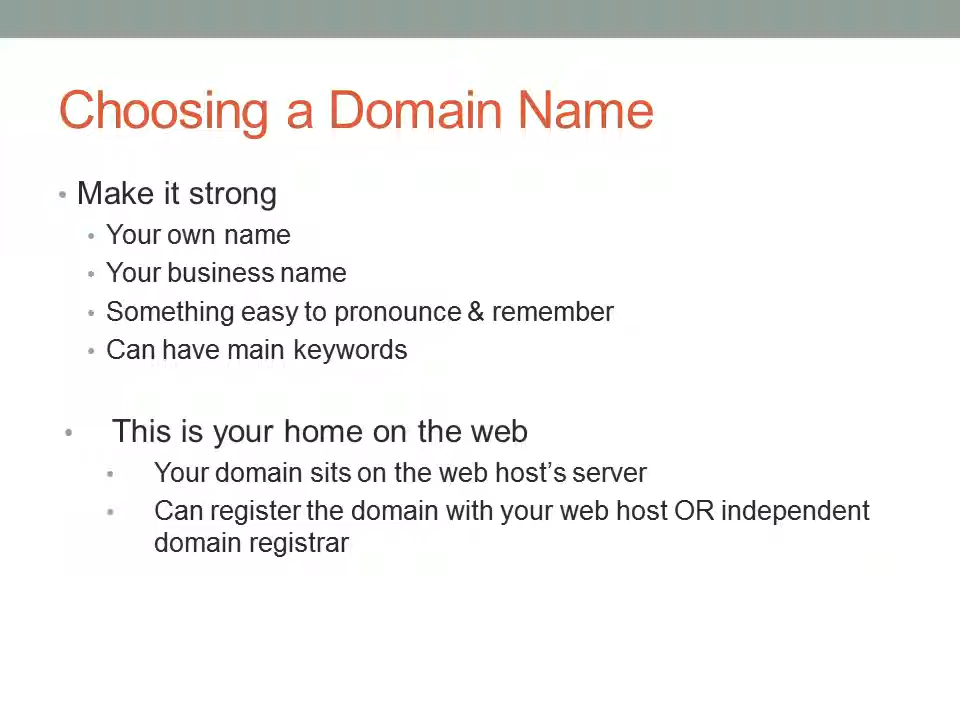 Choosing a Domain Name
• Make it strong
• Your own name
• Your business name
• Something easy to pronounce & remember
• Can have main keywords
• This is your home on the web
• Your domain sits on the web host’s server
• Can register the domain with your web host OR independent
domain registrar